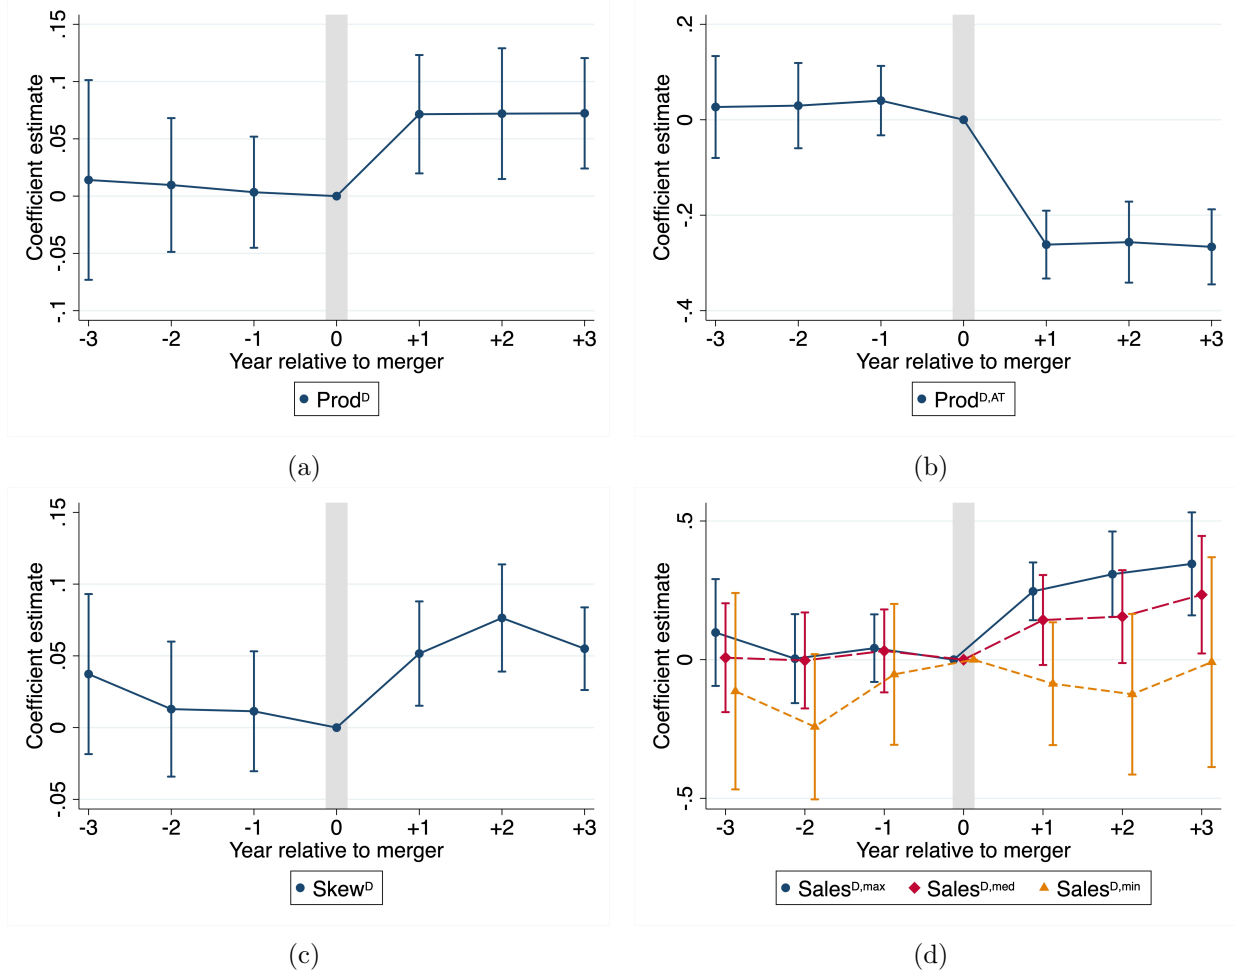 Coefficient estimate
.15
.1
.05
0
-.05
-.1
-3 -2 -1 0 +1 +2 +3
Year relative to merger
Prod^D
(a)
Coefficient estimate
.2
0
-.2
-.4
-3 -2 -1 0 +1 +2 +3
Year relative to merger
Prod^D,AT
(b)
Coefficient estimate
.15
.1
.05
0
-.05
-3 -2 -1 0 +1 +2 +3
Year relative to merger
Skew^D
(c)
Coefficient estimate
.5
0
-.5
-3 -2 -1 0 +1 +2 +3
Year relative to merger
Sales^D,max Sales^D,med Sales^D,min
(d)